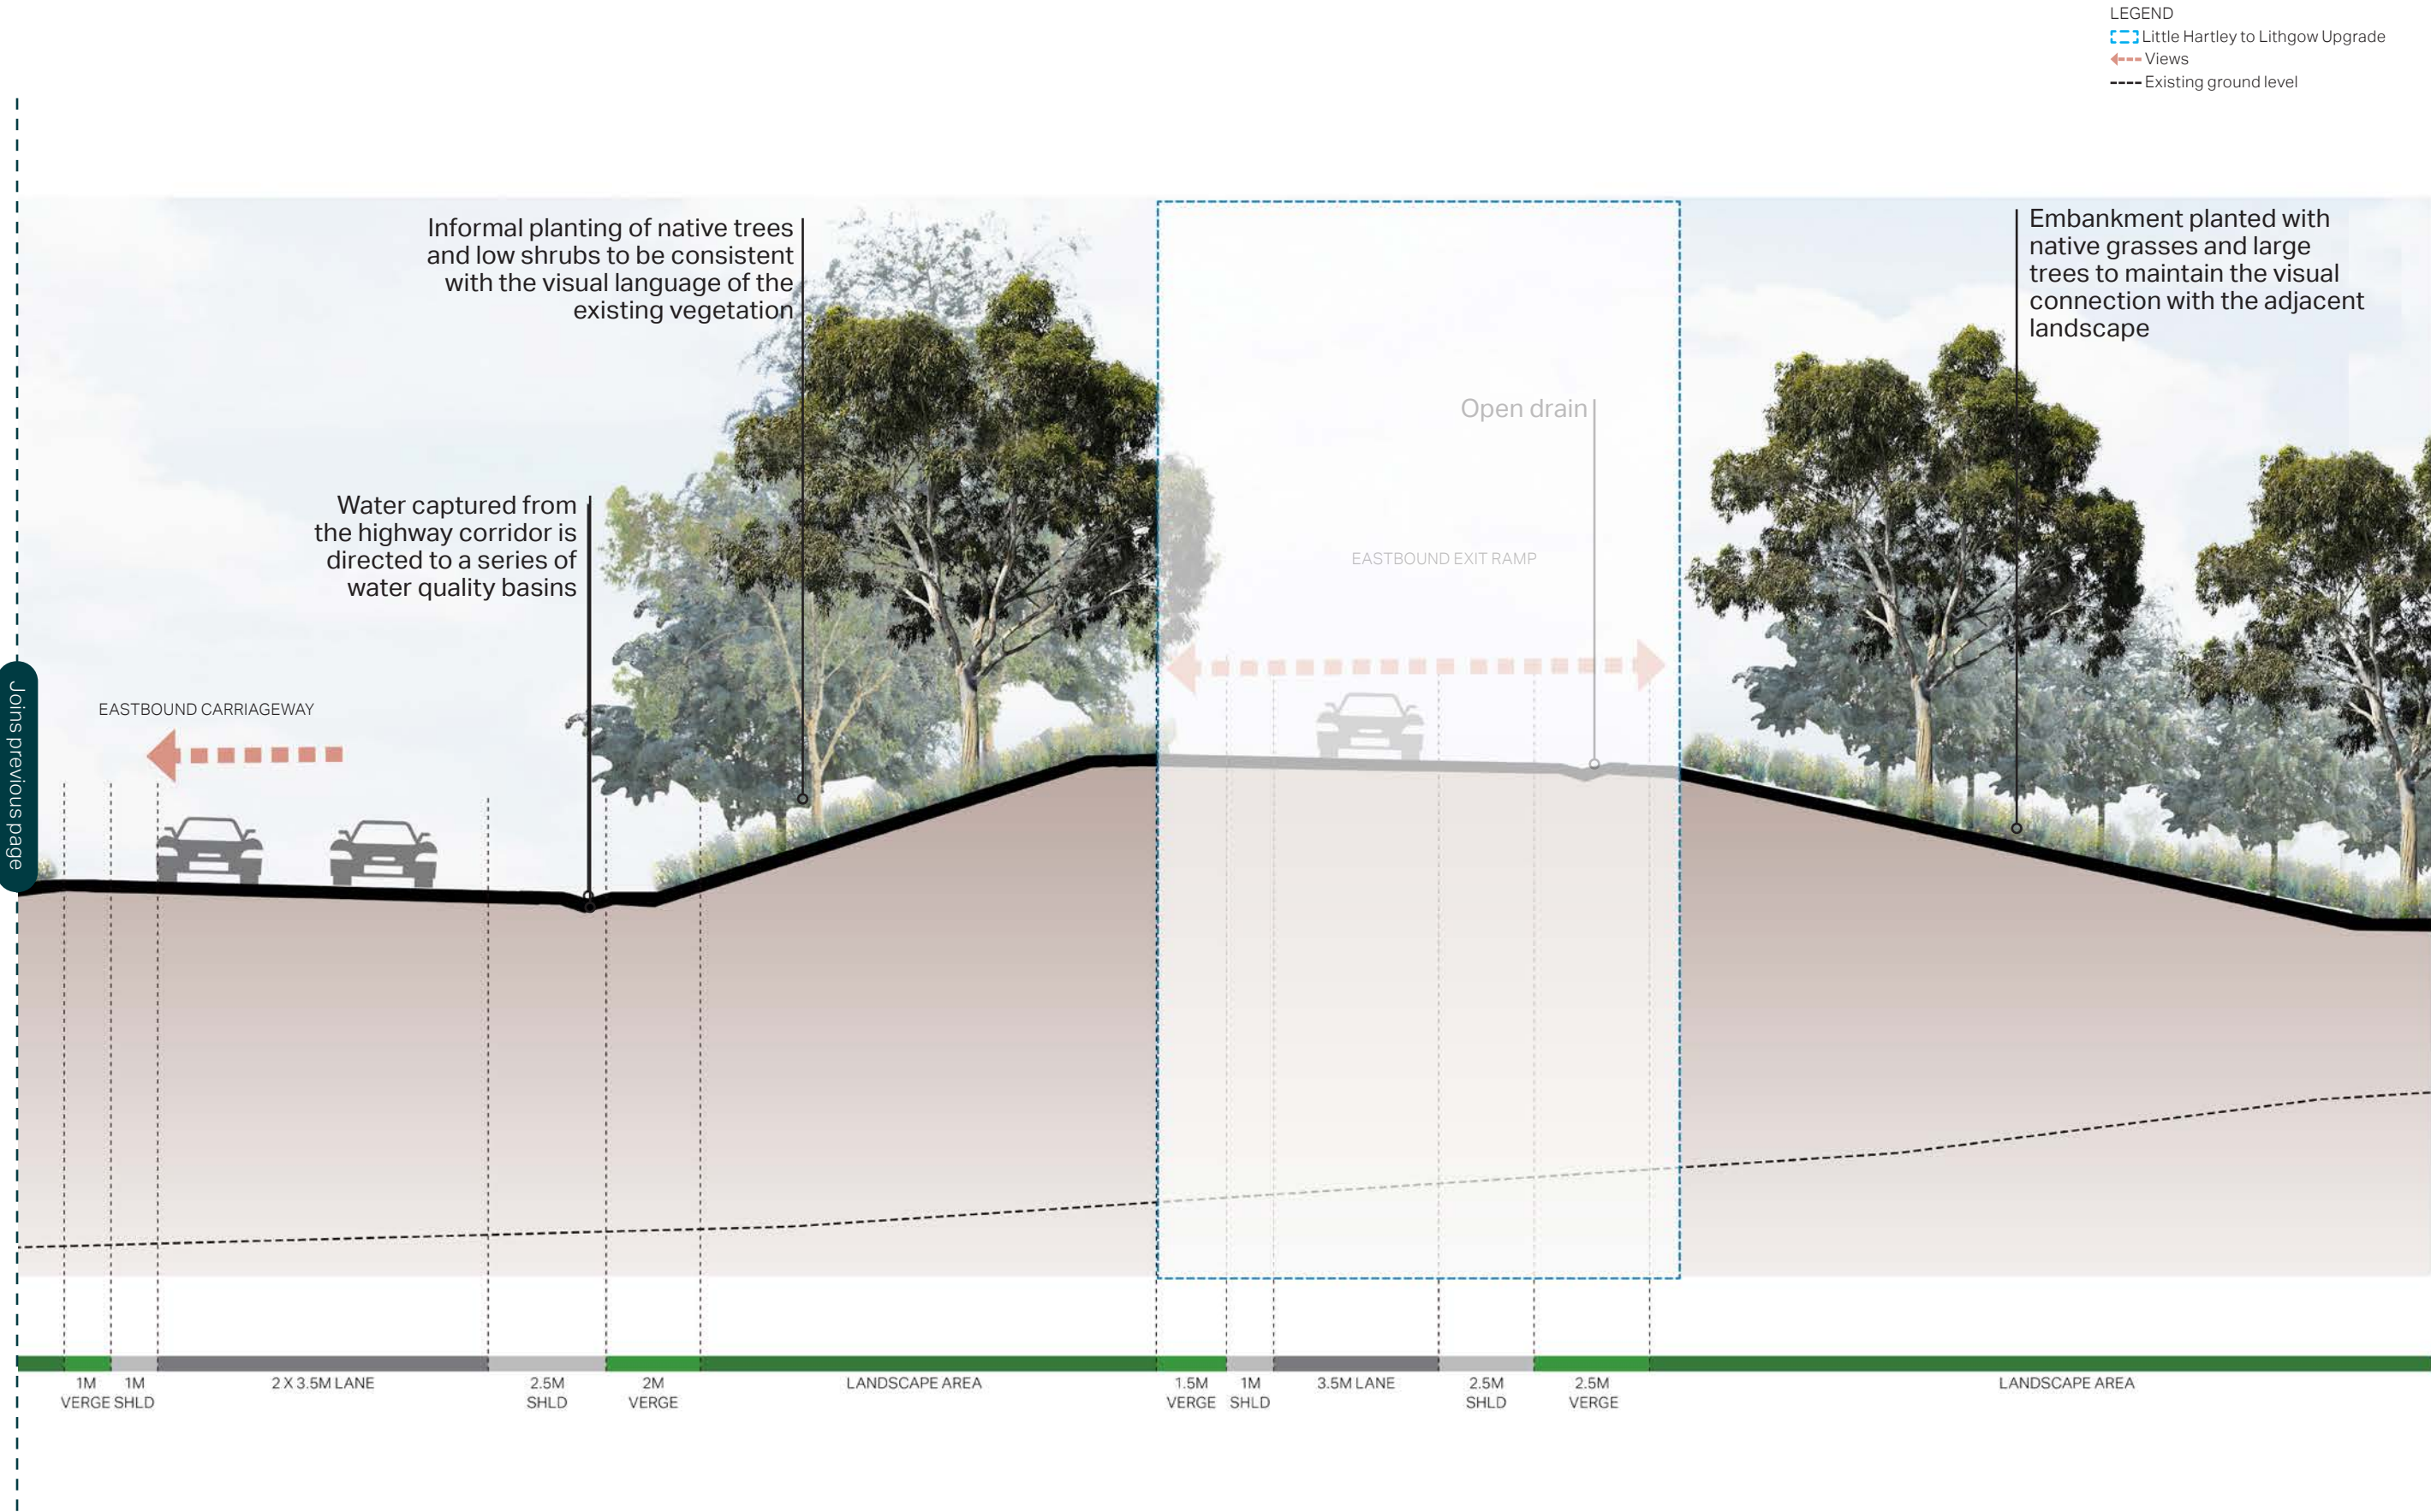 LEGEND
Little Hartley to Lithgow Upgrade
Views
Existing ground level
Informal planting of native trees
and low shrubs to be consistent
with the visual language of the
existing vegetation
Embankment planted with
native grasses and large
trees to maintain the visual
connection with the adjacent
landscape
Open drain
Water captured from
the highway corridor is
directed to a series of
water quality basins
EASTBOUND EXIT RAMP
EASTBOUND CARRIAGEWAY
Joins previous page
1M
VERGE
1M
SHLD
2 X 3.5M LANE
2.5M
SHLD
2M
VERGE
LANDSCAPE AREA
1.5M
VERGE
1M
SHLD
3.5M LANE
2.5M
SHLD
2.5M
VERGE
LANDSCAPE AREA